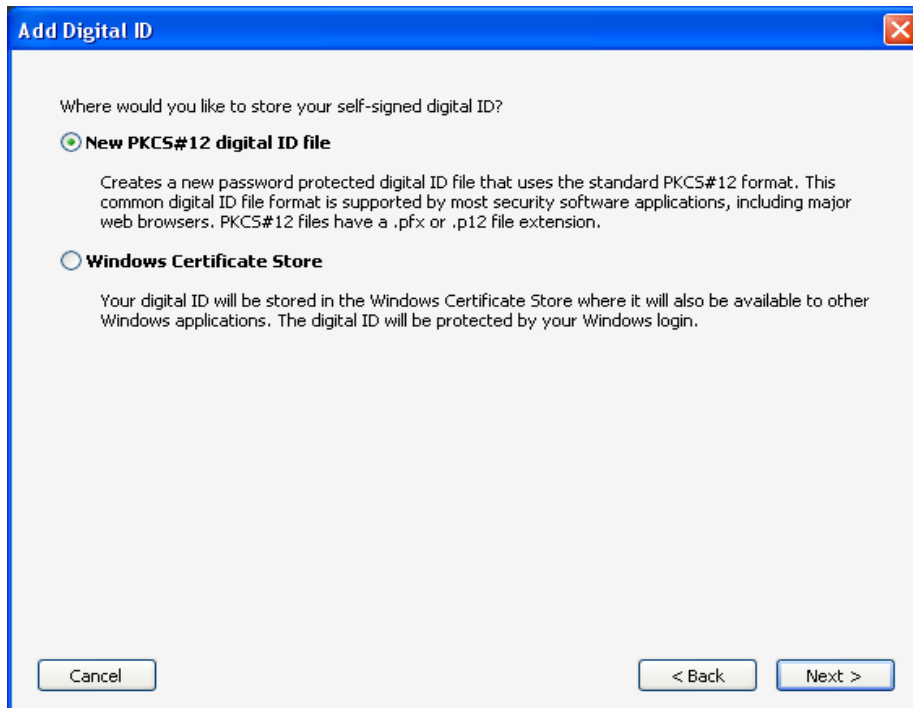 Add Digital ID
Where would you like to store your self-signed digital ID?
New PKCS#12 digital ID file
Creates a new password protected digital ID file that uses the standard PKCS#12 format. This
common digital ID file format is supported by most security software applications, including major
web browsers. PKCS#12 files have a .pfx or .p12 file extension.
Windows Certificate Store
Your digital ID will be stored in the Windows Certificate Store where it will also be available to other
Windows applications. The digital ID will be protected by your Windows login.
Cancel
< Back
Next >